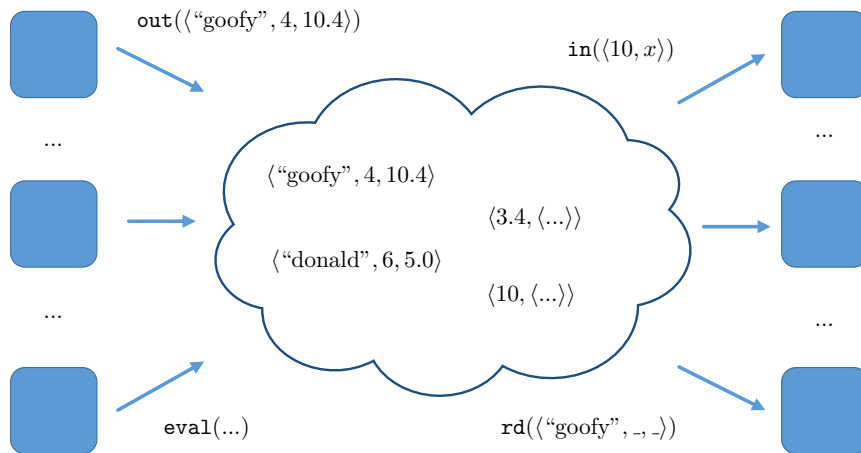 out(⟨“goofy”, 4, 10.4⟩)
in(⟨10, x⟩)
...
...
⟨“goofy”, 4, 10.4⟩
⟨3.4, ⟨...⟩⟩
⟨“donald”, 6, 5.0⟩
⟨10, ⟨...⟩⟩
...
...
eval(...)
rd(⟨“goofy”, _, _⟩)